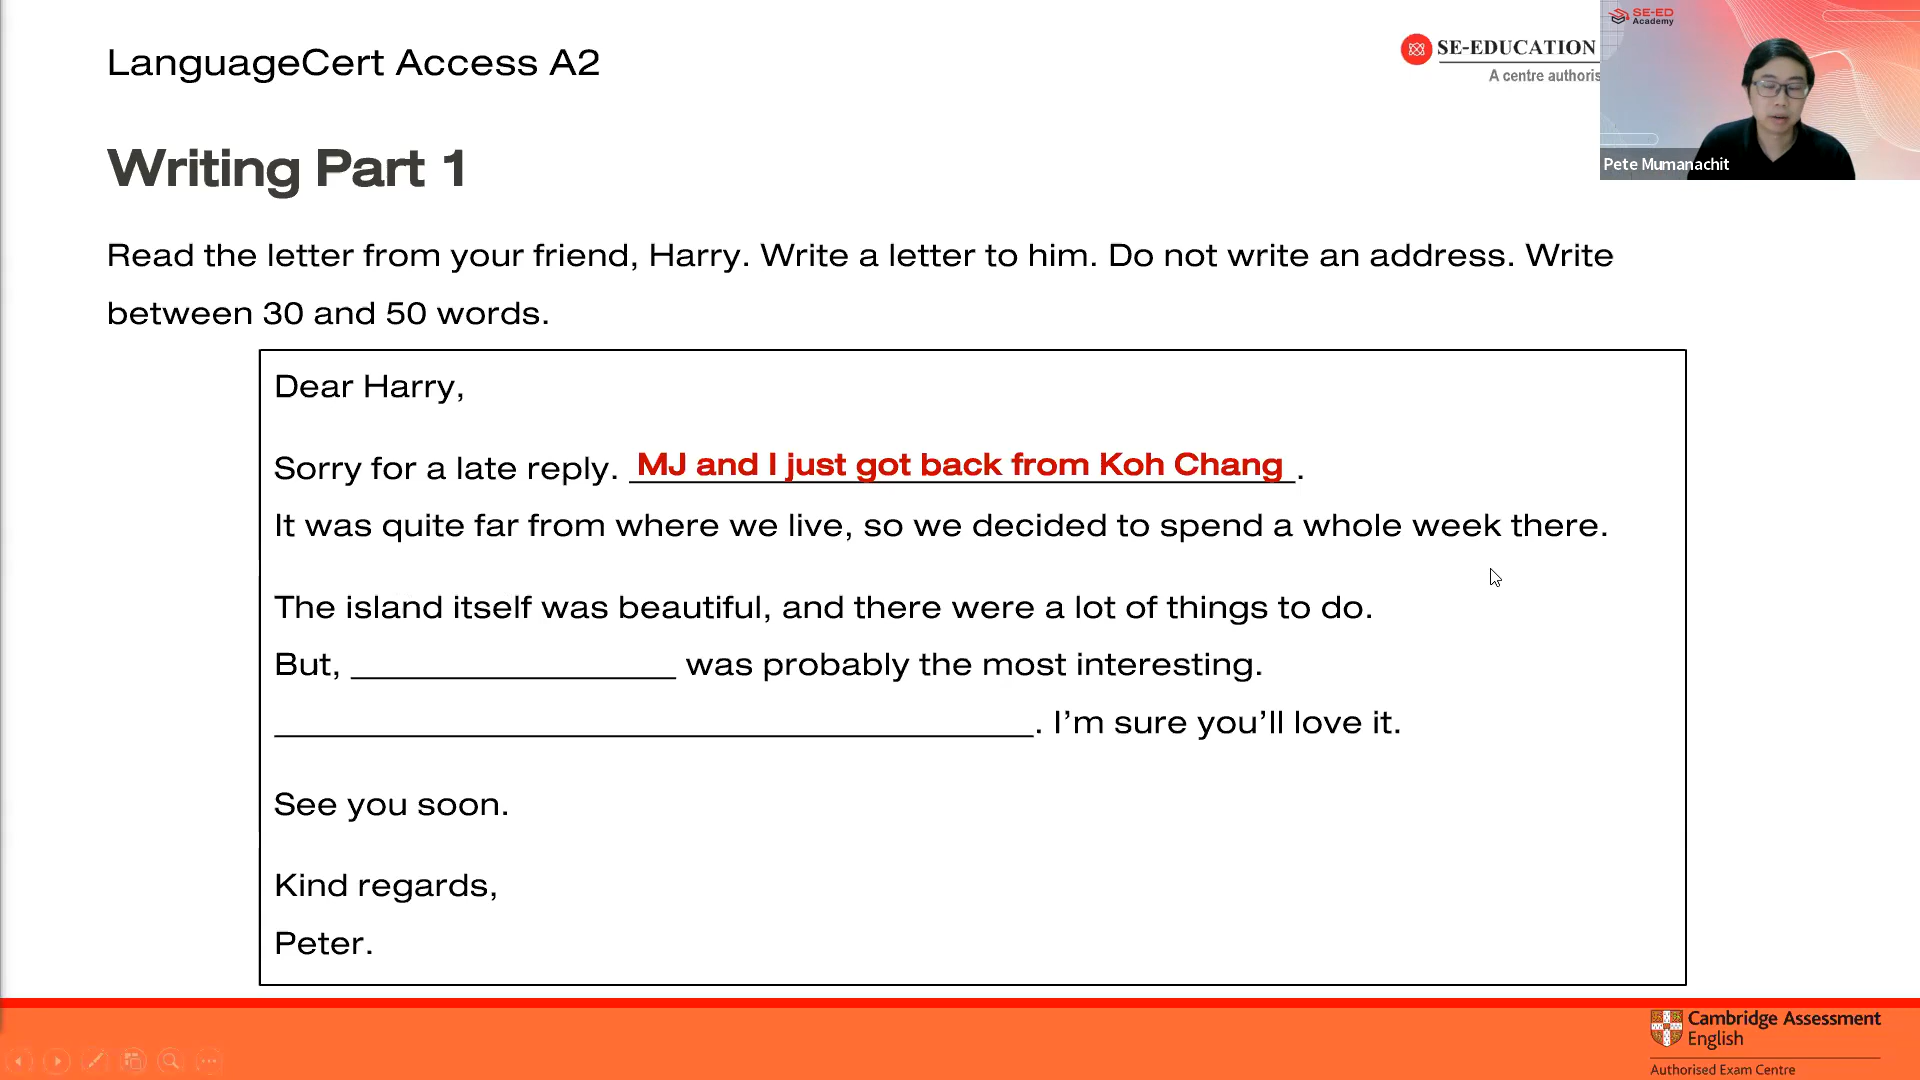 LanguageCert Access A2
SE-EDUCATION
A centre authoris
SE-ED
Academy
Pete Mumanachit
Writing Part 1
Read the letter from your friend, Harry. Write a letter to him. Do not write an address. Write
between 30 and 50 words.
Dear Harry,
Sorry for a late reply. MJ and I just got back from Koh Chang.
It was quite far from where we live, so we decided to spend a whole week there.
The island itself was beautiful, and there were a lot of things to do.
But, ____________________ was probably the most interesting.
_______________________________________________. I’m sure you’ll love it.
See you soon.
Kind regards,
Peter.
Cambridge Assessment
English
Authorised Exam Centre